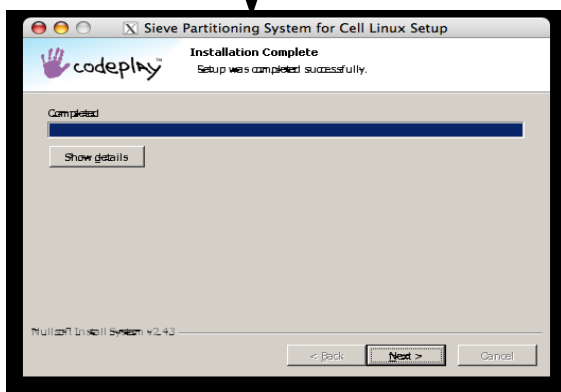 X Sieve Partitioning System for Cell Linux Setup
codeplay™
Installation Complete
Setup was completed successfully.
Completed
Show details
Nullsoft Install System v2.43
< Back
Next >
Cancel